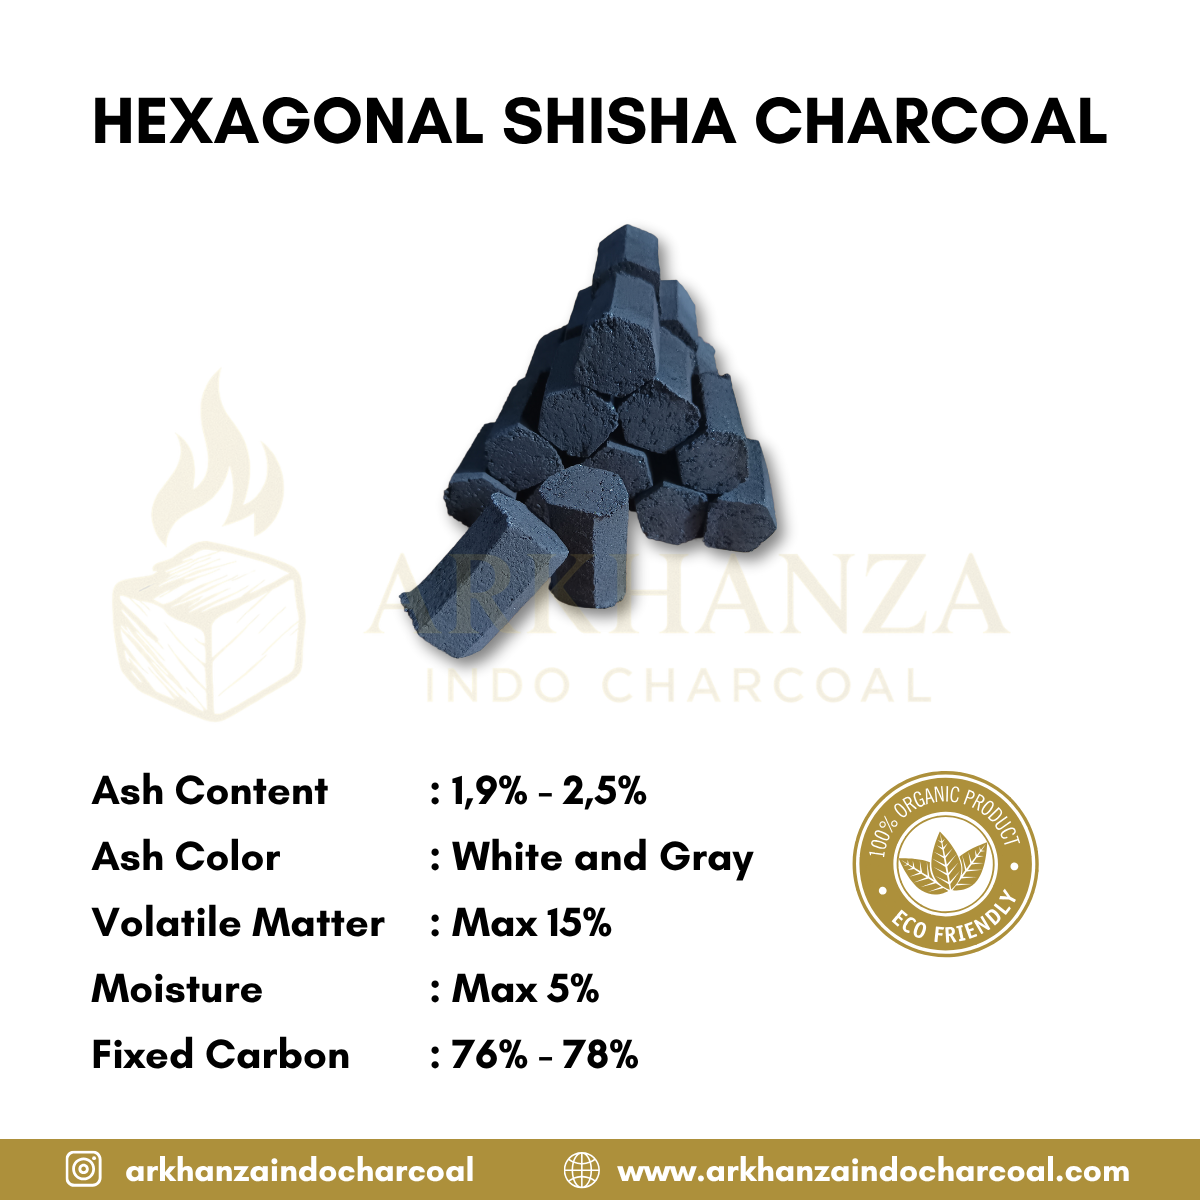 HEXAGONAL SHISHA CHARCOAL
ARKHANZA
INDO CHARCOAL
Ash Content : 1,9% - 2,5%
Ash Color : White and Gray
Volatile Matter : Max 15%
Moisture : Max 5%
Fixed Carbon : 76% - 78%
100% ORGANIC PRODUCT
ECO FRIENDLY
arkhanzaindocharcoal
www.arkhanzaindocharcoal.com